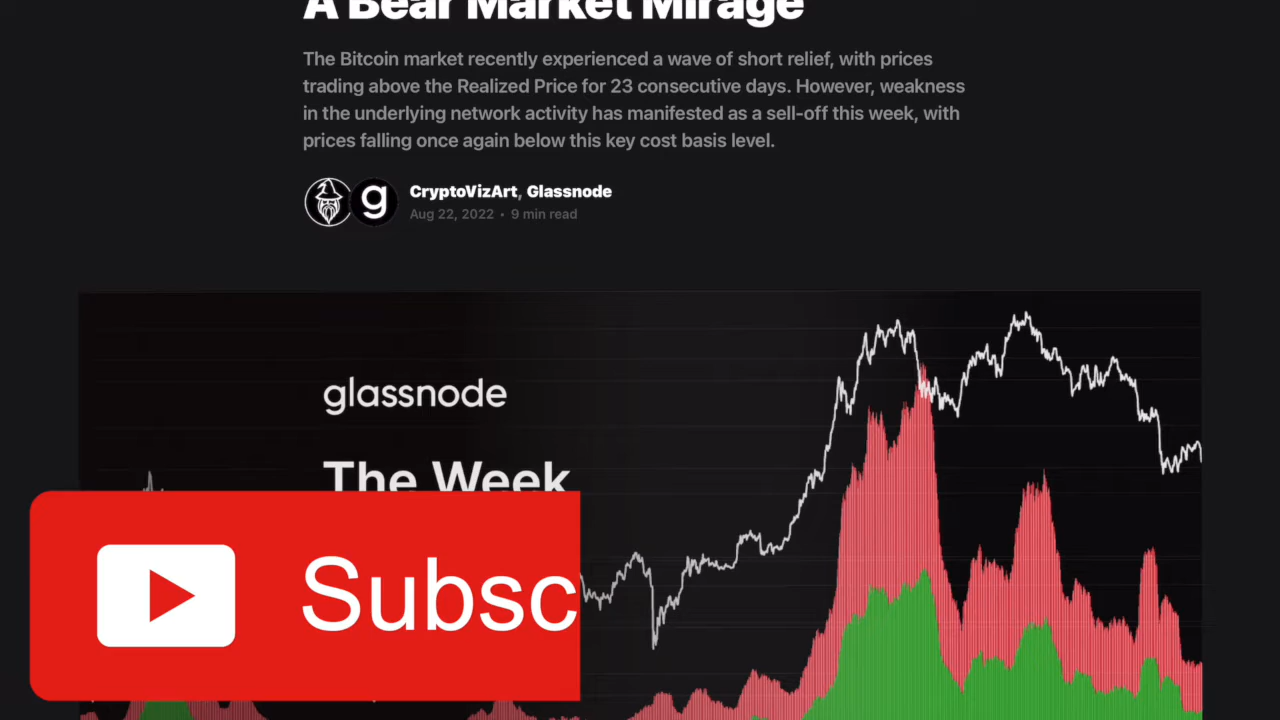 A Bear Market Mirage
The Bitcoin market recently experienced a wave of short relief, with prices
trading above the Realized Price for 23 consecutive days. However, weakness
in the underlying network activity has manifested as a sell-off this week, with
prices falling once again below this key cost basis level.
g
CryptoVizArt, Glassnode
Aug 22, 2022 • 9 min read
glassnode
The Week
Subsc